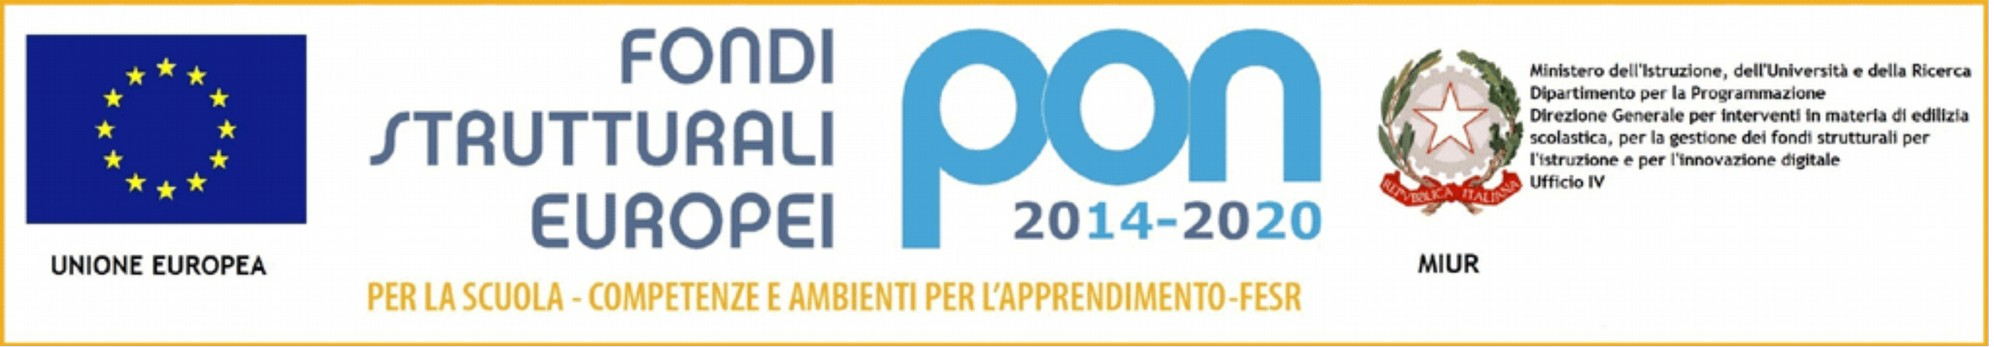 UNIONE EUROPEA
FONDI
STRUTTURALI
EUROPEI
pon
2014-2020
PER LA SCUOLA - COMPETENZE E AMBIENTI PER L'APPRENDIMENTO-FESR
REPVBBLICA ITALIANA
MIUR
Ministero dell'Istruzione, dell'Università e della Ricerca
Dipartimento per la Programmazione
Direzione Generale per interventi in materia di edilizia
scolastica, per la gestione dei fondi strutturali per
l'istruzione e per l'innovazione digitale
Ufficio IV